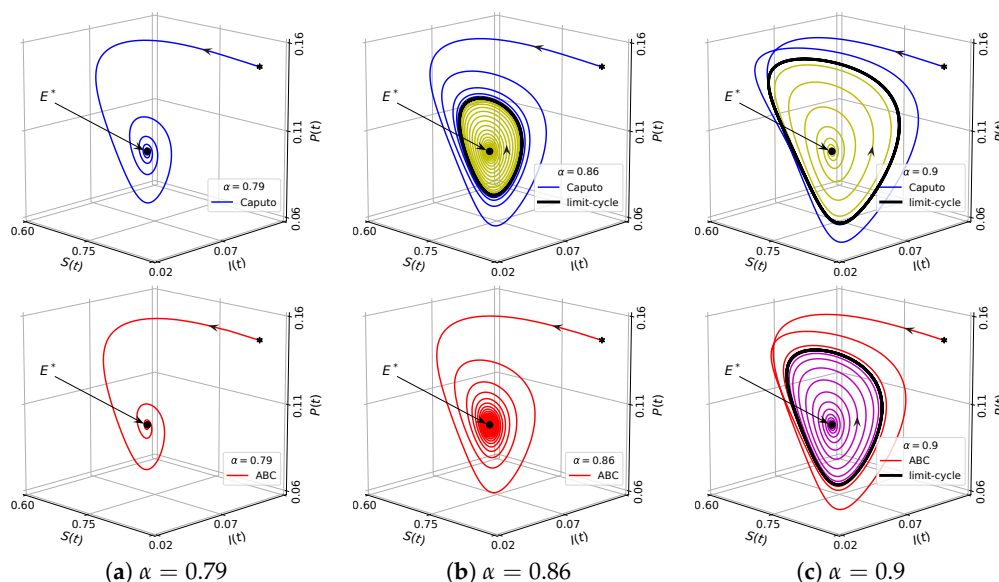 0.16
0.11
0.06
P(t)
E*
α = 0.79
Caputo
0.60
0.75
0.02
0.07
S(t)
I(t)
0.16
0.11
0.06
P(t)
E*
α = 0.86
Caputo
limit-cycle
0.60
0.75
0.02
0.07
S(t)
I(t)
0.16
0.11
0.06
P(t)
E*
α = 0.9
Caputo
limit-cycle
0.60
0.75
0.02
0.07
S(t)
I(t)
0.16
0.11
0.06
P(t)
E*
α = 0.79
ABC
0.60
0.75
0.02
0.07
S(t)
I(t)
0.16
0.11
0.06
P(t)
E*
α = 0.86
ABC
0.60
0.75
0.02
0.07
S(t)
I(t)
0.16
0.11
0.06
P(t)
E*
α = 0.9
ABC
limit-cycle
0.60
0.75
0.02
0.07
S(t)
I(t)
(a) α = 0.79
(b) α = 0.86
(c) α = 0.9